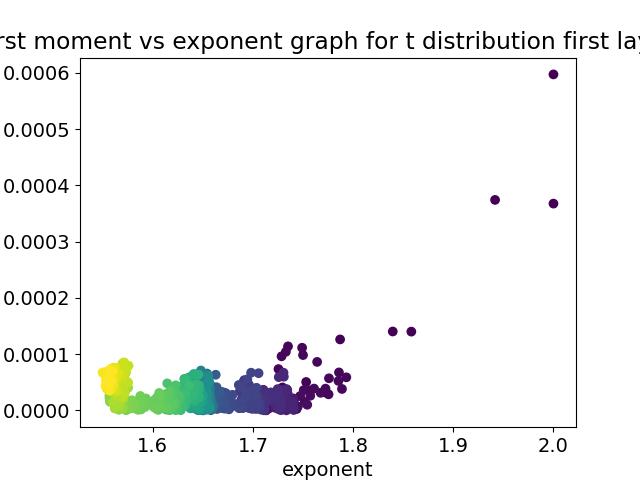 rst moment vs exponent graph for t distribution first lay
0.0006
0.0005
0.0004
0.0003
0.0002
0.0001
0.0000
1.6 1.7 1.8 1.9 2.0
exponent